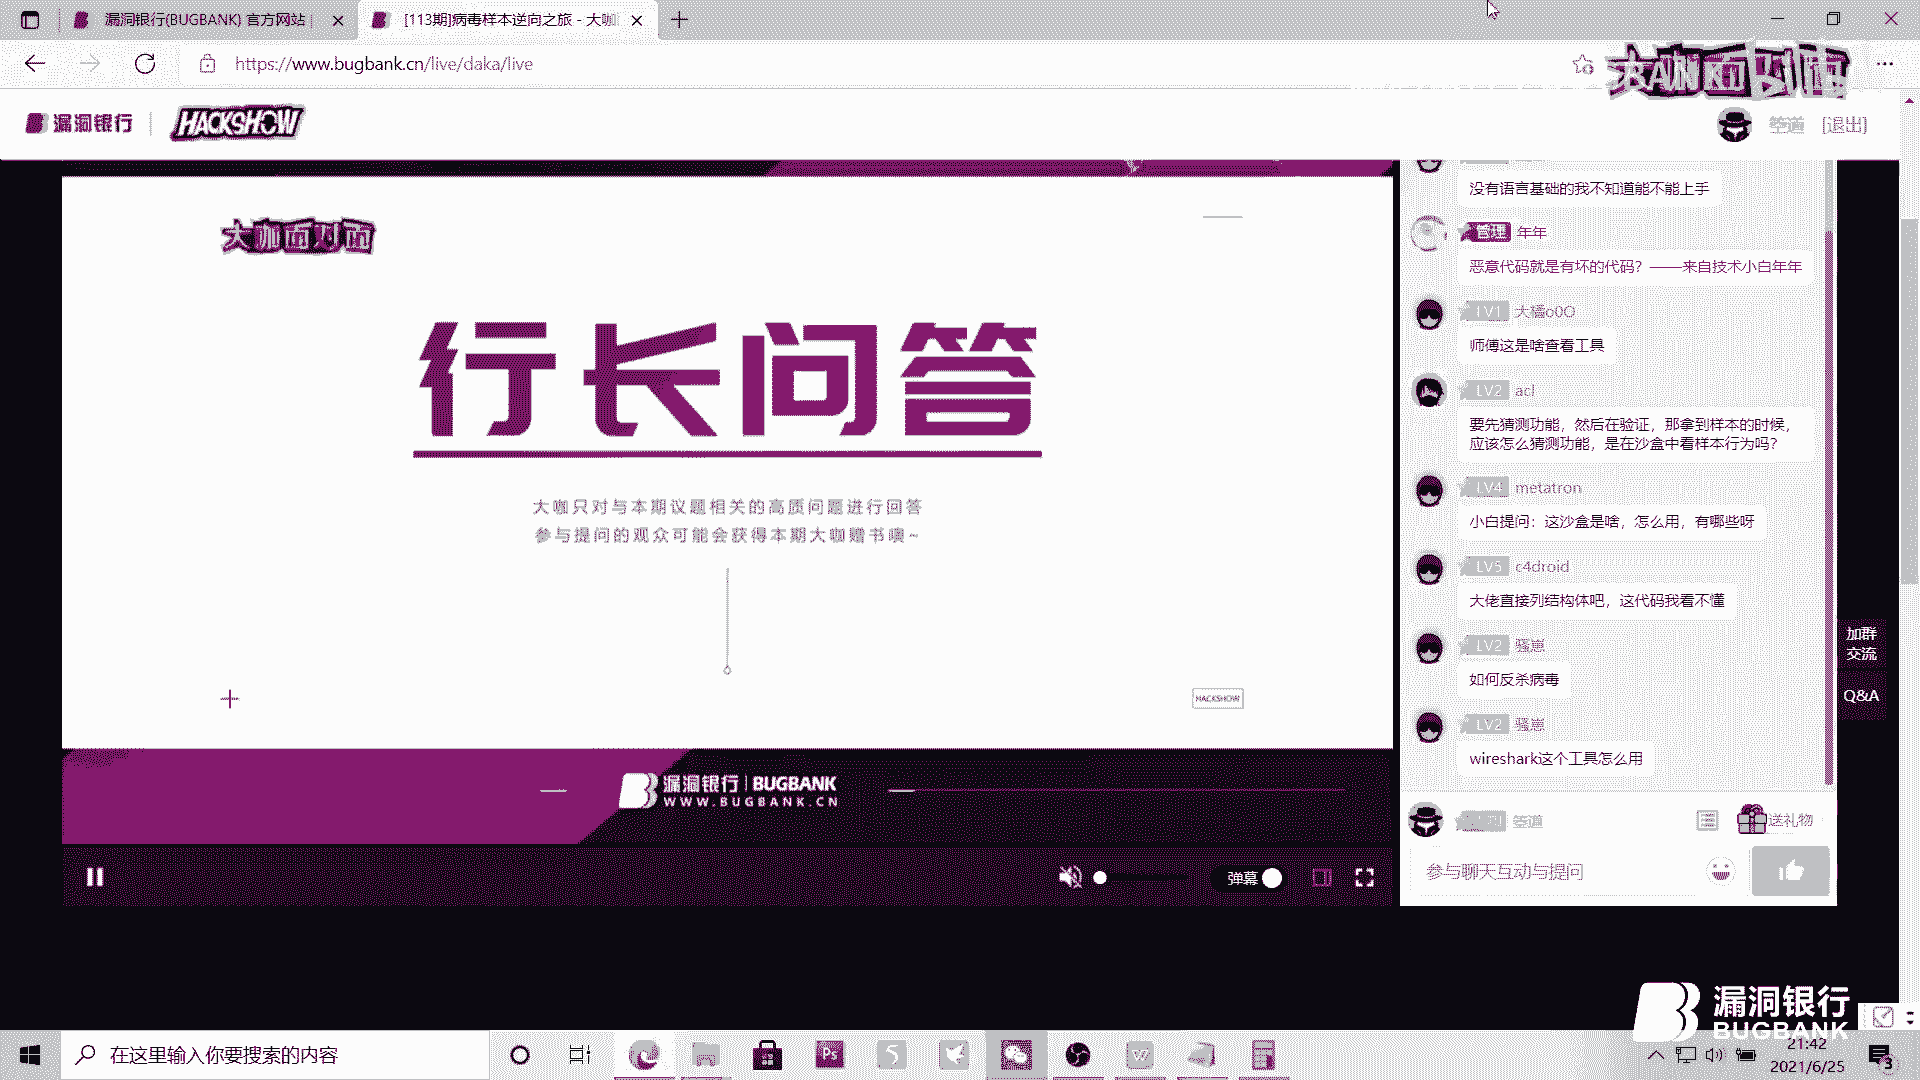 漏洞银行(BUGBANK) 官方网站
[113期]病毒样本逆向之旅 - 大咖
https://www.bugbank.cn/live/daka/live
大咖面对面
漏洞银行
HACKSHOW
答道
[退出]
大咖面对面
行长问答
大咖只对与本期议题相关的高质问题进行回答
参与提问的观众可能会获得本期大咖赠书噢~
HACKSHOW
漏洞银行 BUGBANK
WWW.BUGBANK.CN
弹幕
没有语言基础的我不知道能不能上手
管理 年年
恶意代码就是有坏的代码？——来自技术小白年年
LV1 大橘o0O
师傅这是啥查看工具
LV2 acl
要先猜测功能，然后在验证，那拿到样本的时候，
应该怎么猜测功能，是在沙盒中看样本行为吗？
LV4 metatron
小白提问：这沙盒是啥，怎么用，有哪些呀
LV5 c4droid
大佬直接列结构体吧，这代码我看不懂
LV2 骚崽
如何反杀病毒
LV2 骚崽
wireshark这个工具怎么用
答道
送礼物
参与聊天互动与提问
加群
交流
Q&A
漏洞银行
BUGBANK
在这里输入你要搜索的内容
21:42
2021/6/25
3